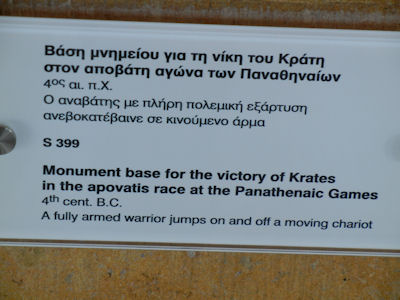 Βάση μνημείου για τη νίκη του Κράτη
στον αποβάτη αγώνα των Παναθηναίων
4ος αι. π.Χ.
Ο αναβάτης με πλήρη πολεμική εξάρτυση
ανεβοκατέβαινε σε κινούμενο άρμα
S 399
Monument base for the victory of Krates
in the apovatis race at the Panathenaic Games
4th cent. B.C.
A fully armed warrior jumps on and off a moving chariot